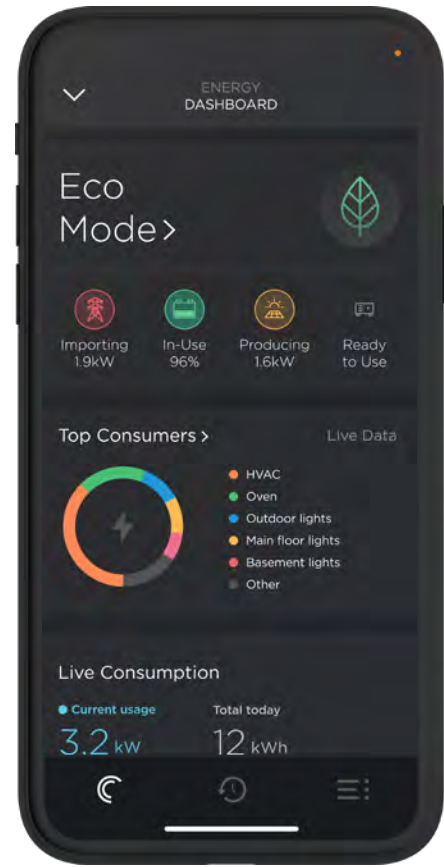 ENERGY
DASHBOARD
Eco
Mode >
Importing
1.9kW
In-Use
96%
Producing
1.6kW
Ready
to Use
Top Consumers >
Live Data
HVAC
Oven
Outdoor lights
Main floor lights
Basement lights
Other
Live Consumption
Current usage
3.2 kW
Total today
12 kWh